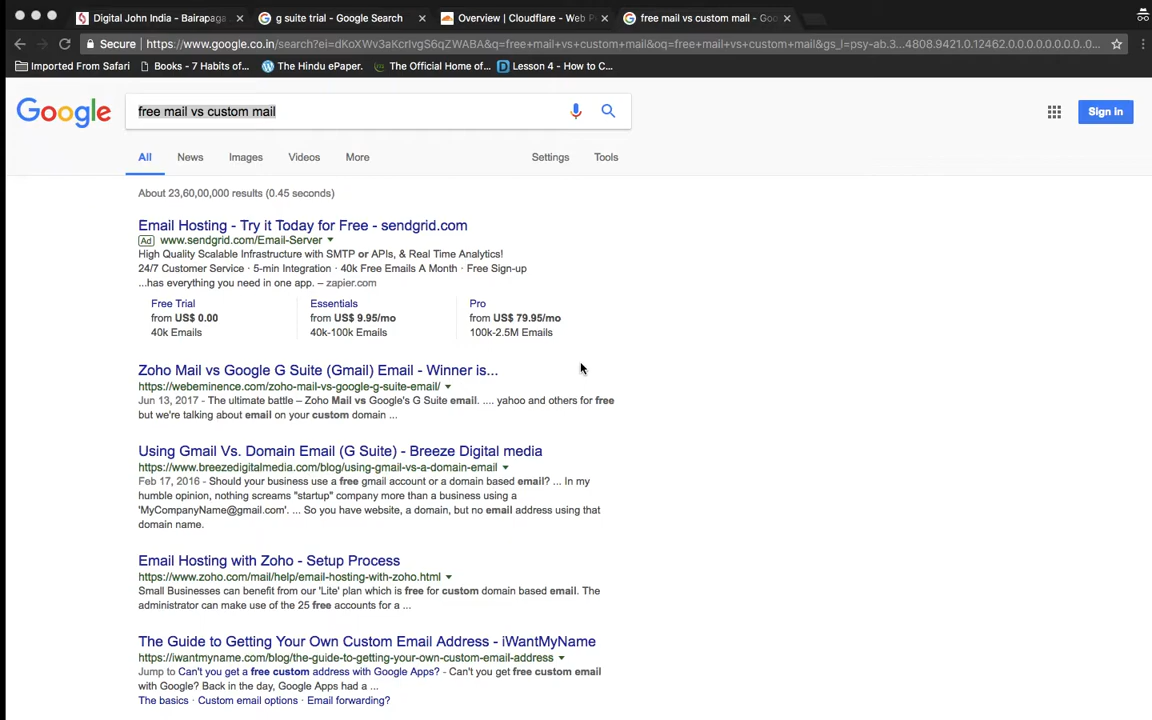 Digital John India - Bairapaga
g suite trial - Google Search
Overview | Cloudflare - Web P
free mail vs custom mail - Goo
Secure
https://www.google.co.in/search?ei=dKoXWv3aKcrIvgS6qZWABA&q=free+mail+vs+custom+mail&oq=free+mail+vs+custom+mail&gs_l=psy-ab.3...4808.9421.0.12462.0.0.0.0.0.0.0...
Imported From Safari
Books - 7 Habits of...
The Hindu ePaper.
The Official Home of...
Lesson 4 - How to C...
Google
free mail vs custom mail
Sign in
All News Images Videos More Settings Tools
About 23,60,00,000 results (0.45 seconds)
Email Hosting - Try it Today for Free - sendgrid.com
Ad www.sendgrid.com/Email-Server
High Quality Scalable Infrastructure with SMTP or APIs, & Real Time Analytics!
24/7 Customer Service · 5-min Integration · 40k Free Emails A Month · Free Sign-up
...has everything you need in one app. – zapier.com
Free Trial
from US$ 0.00
40k Emails
Essentials
from US$ 9.95/mo
40k-100k Emails
Pro
from US$ 79.95/mo
100k-2.5M Emails
Zoho Mail vs Google G Suite (Gmail) Email - Winner is...
https://webeminence.com/zoho-mail-vs-google-g-suite-email/
Jun 13, 2017 - The ultimate battle – Zoho Mail vs Google's G Suite email. .... yahoo and others for free
but we're talking about email on your custom domain ...
Using Gmail Vs. Domain Email (G Suite) - Breeze Digital media
https://www.breezedigitalmedia.com/blog/using-gmail-vs-a-domain-email
Feb 17, 2016 - Should your business use a free gmail account or a domain based email? ... In my
humble opinion, nothing screams "startup" company more than a business using a
'MyCompanyName@gmail.com'. ... So you have website, a domain, but no email address using that
domain name.
Email Hosting with Zoho - Setup Process
https://www.zoho.com/mail/help/email-hosting-with-zoho.html
Small Businesses can benefit from our 'Lite' plan which is free for custom domain based email. The
administrator can make use of the 25 free accounts for a ...
The Guide to Getting Your Own Custom Email Address - iWantMyName
https://iwantmyname.com/blog/the-guide-to-getting-your-own-custom-email-address
Jump to Can't you get a free custom address with Google Apps? - Can't you get free custom email
with Google? Back in the day, Google Apps had a ...
The basics · Custom email options · Email forwarding?